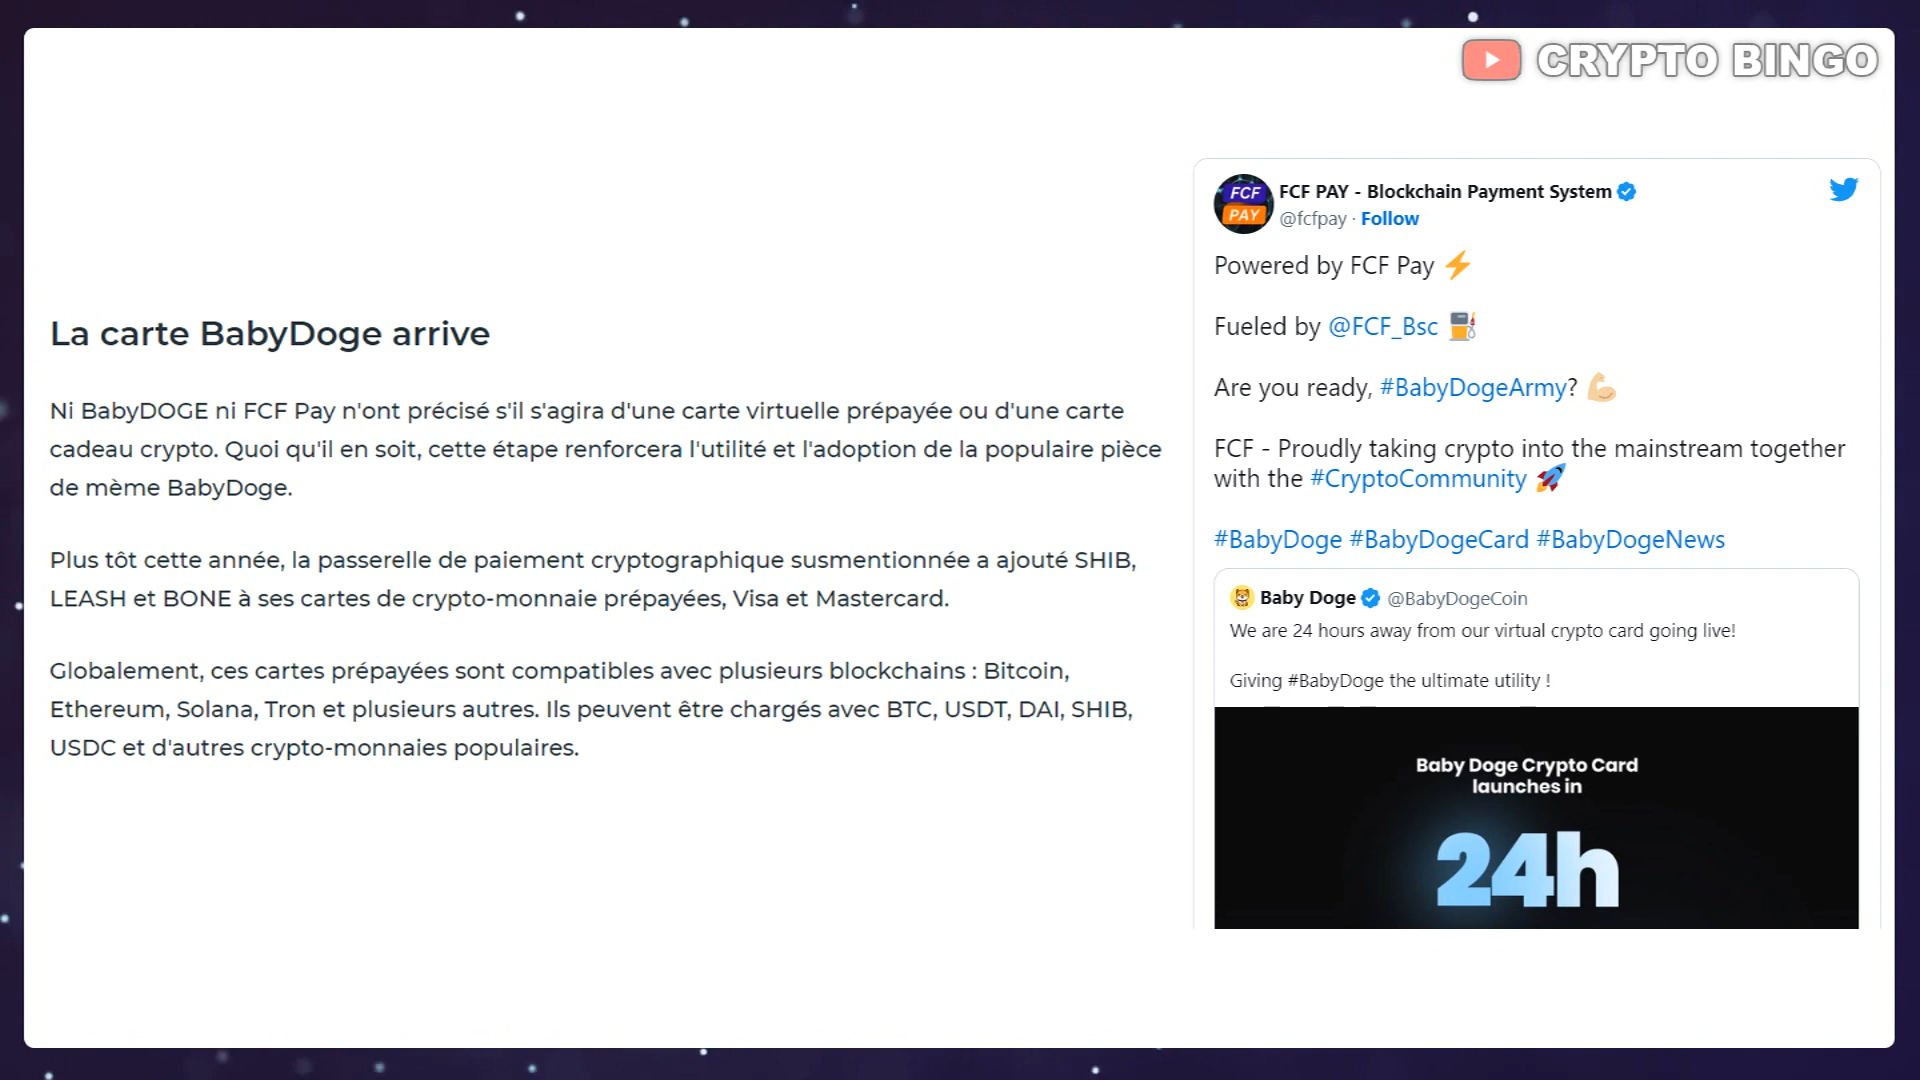 CRYPTO BINGO
La carte BabyDoge arrive
Ni BabyDOGE ni FCF Pay n'ont précisé s'il s'agira d'une carte virtuelle prépayée ou d'une carte
cadeau crypto. Quoi qu'il en soit, cette étape renforcera l'utilité et l'adoption de la populaire pièce
de mème BabyDoge.
Plus tôt cette année, la passerelle de paiement cryptographique susmentionnée a ajouté SHIB,
LEASH et BONE à ses cartes de crypto-monnaie prépayées, Visa et Mastercard.
Globalement, ces cartes prépayées sont compatibles avec plusieurs blockchains : Bitcoin,
Ethereum, Solana, Tron et plusieurs autres. Ils peuvent être chargés avec BTC, USDT, DAI, SHIB,
USDC et d'autres crypto-monnaies populaires.
FCF
PAY
FCF PAY - Blockchain Payment System
@fcfpay · Follow
Powered by FCF Pay ⚡
Fueled by @FCF_Bsc ⛽
Are you ready, #BabyDogeArmy? 💪🏼
FCF - Proudly taking crypto into the mainstream together
with the #CryptoCommunity 🚀
#BabyDoge #BabyDogeCard #BabyDogeNews
Baby Doge @BabyDogeCoin
We are 24 hours away from our virtual crypto card going live!
Giving #BabyDoge the ultimate utility !
Baby Doge Crypto Card
launches in
24h